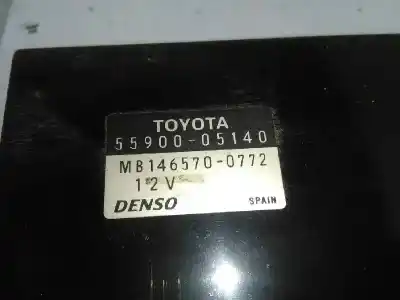 TOYOTA
55900-05140
MB146570-0772
12V
DENSO
SPAIN